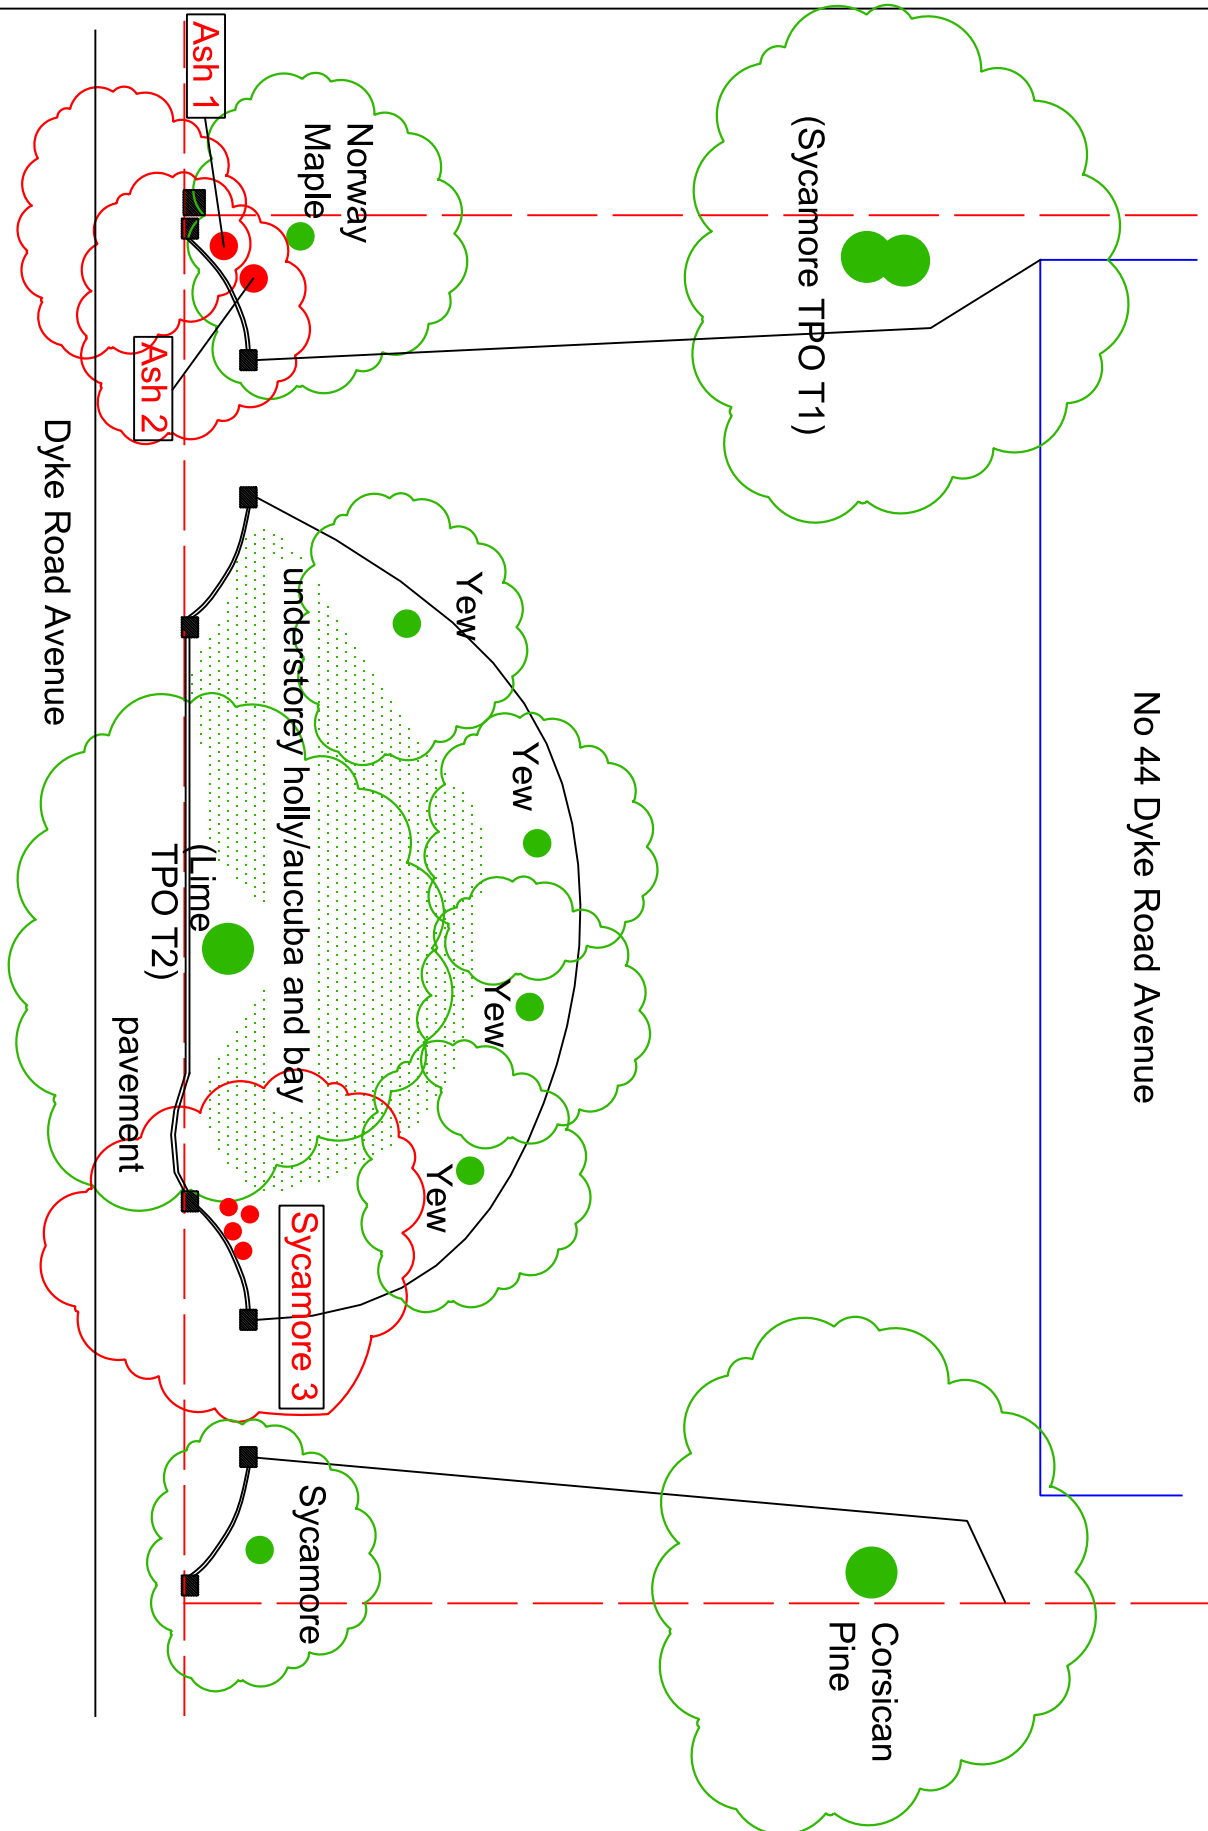 No 44 Dyke Road Avenue
(Sycamore TPO T1)
Corsican
Pine
Norway
Maple
Yew
Yew
Yew
Yew
understorey holly/aucuba and bay
Ash 1
Ash 2
Sycamore 3
Sycamore
(Lime
TPO T2)
pavement
Dyke Road Avenue